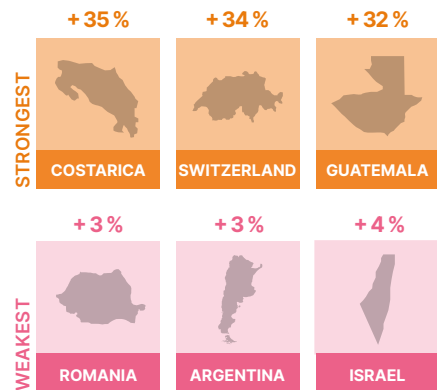 +35% +34% +32%
STRONGEST
COSTARICA SWITZERLAND GUATEMALA
+3% +3% +4%
WEAKEST
ROMANIA ARGENTINA ISRAEL